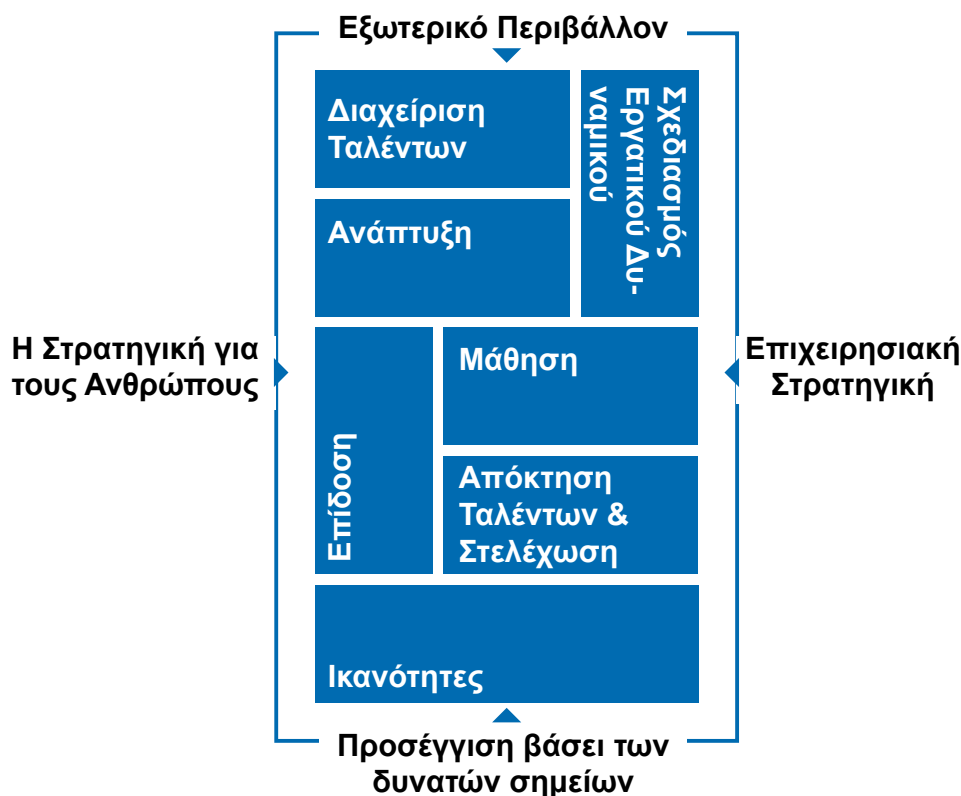 Εξωτερικό Περιβάλλον
Διαχείριση
Ταλέντων
Σχεδιασμός
Εργατικού Δυ-
ναμικού
Ανάπτυξη
Η Στρατηγική για
τους Ανθρώπους
Επίδοση
Μάθηση
Επιχειρησιακή
Στρατηγική
Απόκτηση
Ταλέντων &
Στελέχωση
Ικανότητες
Προσέγγιση βάσει των
δυνατών σημείων